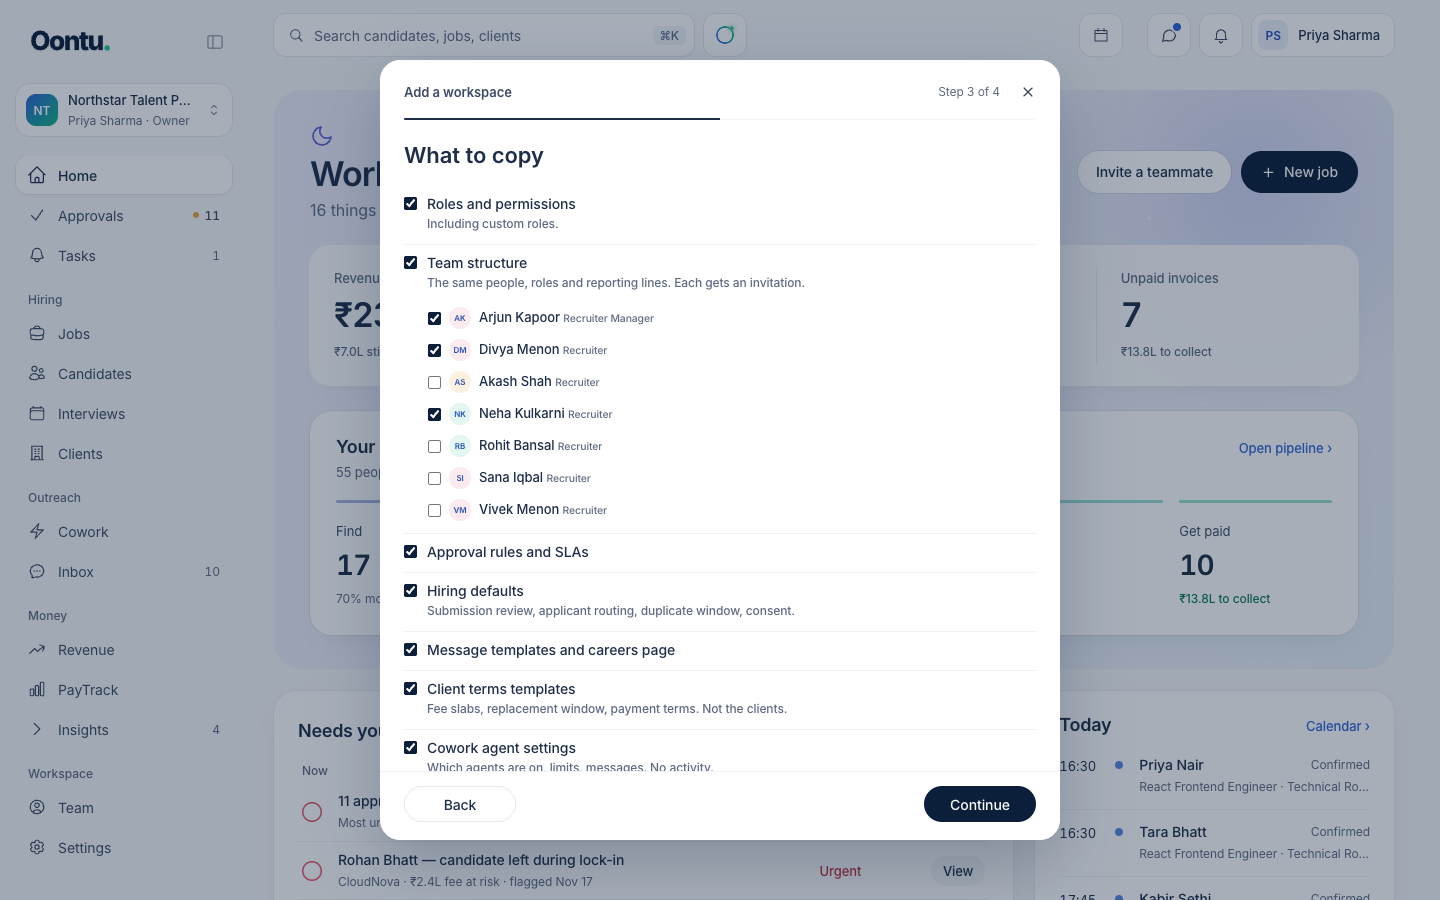 Oontu.
Search candidates, jobs, clients
⌘K
PS
Priya Sharma
NT
Northstar Talent P...
Priya Sharma · Owner
Home
Approvals
11
Tasks
1
Hiring
Jobs
Candidates
Interviews
Clients
Outreach
Cowork
Inbox
10
Money
Revenue
PayTrack
Insights
4
Workspace
Team
Settings
16 things
Invite a teammate
+ New job
Unpaid invoices
7
₹13.8L to collect
Your
Open pipeline ›
Find
17
Get paid
10
₹13.8L to collect
Add a workspace
Step 3 of 4
What to copy
Roles and permissions
Including custom roles.
Team structure
The same people, roles and reporting lines. Each gets an invitation.
AK Arjun Kapoor Recruiter Manager
DM Divya Menon Recruiter
AS Akash Shah Recruiter
NK Neha Kulkarni Recruiter
RB Rohit Bansal Recruiter
SI Sana Iqbal Recruiter
VM Vivek Menon Recruiter
Approval rules and SLAs
Hiring defaults
Submission review, applicant routing, duplicate window, consent.
Message templates and careers page
Client terms templates
Fee slabs, replacement window, payment terms. Not the clients.
Cowork agent settings
Which agents are on, limits, messages. No activity.
Back
Continue
Needs
Now
11
Most
Rohan Bhatt — candidate left during lock-in
CloudNova · ₹2.4L fee at risk · flagged Nov 17
Urgent
View
Today
Calendar ›
16:30
Priya Nair
Confirmed
React Frontend Engineer · Technical Ro...
16:30
Tara Bhatt
Confirmed
React Frontend Engineer · Technical Ro...
17:45
Kabir Sethi
Confirmed